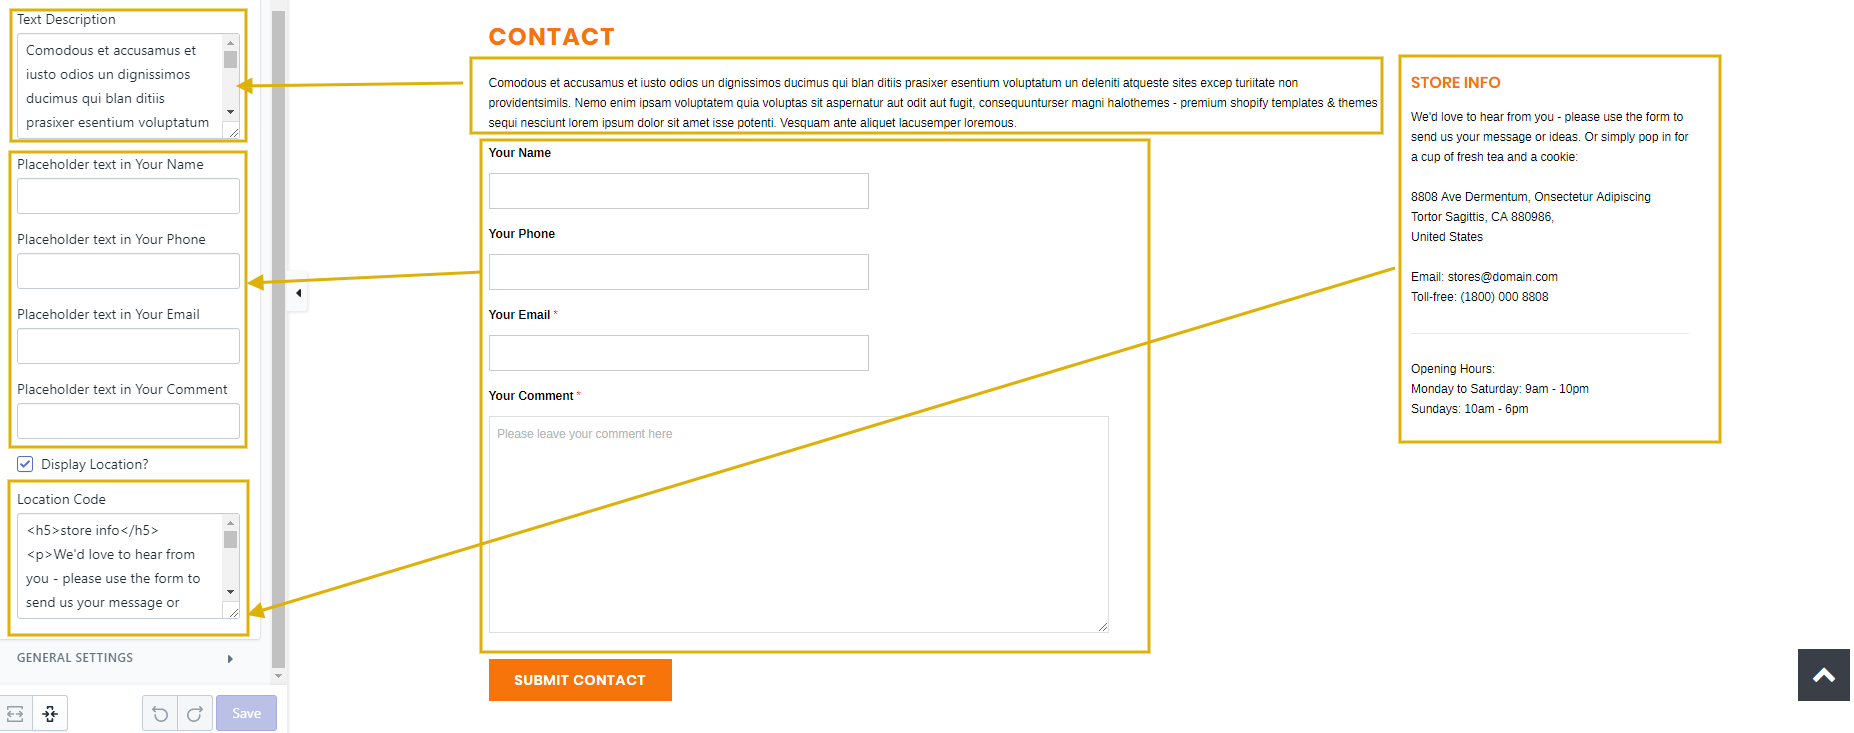 Text Description
Comodous et accusamus et
iusto odios un dignissimos
ducimus qui blan ditiis
prasixer esentium voluptatum
Placeholder text in Your Name
Placeholder text in Your Phone
Placeholder text in Your Email
Placeholder text in Your Comment
Display Location?
Location Code
<h5>store info</h5>
<p>We'd love to hear from
you - please use the form to
send us your message or
GENERAL SETTINGS
Save
CONTACT
Comodous et accusamus et iusto odios un dignissimos ducimus qui blan ditiis prasixer esentium voluptatum un deleniti atqueste sites excep turiitate non
providentsimils. Nemo enim ipsam voluptatem quia voluptas sit aspernatur aut odit aut fugit, consequunturser magni halothemes - premium shopify templates & themes
sequi nesciunt lorem ipsum dolor sit amet isse potenti. Vesquam ante aliquet lacusemper loremous.
Your Name
Your Phone
Your Email *
Your Comment *
Please leave your comment here
SUBMIT CONTACT
STORE INFO
We'd love to hear from you - please use the form to
send us your message or ideas. Or simply pop in for
a cup of fresh tea and a cookie:
8808 Ave Dermentum, Onsectetur Adipiscing
Tortor Sagittis, CA 880986,
United States
Email: stores@domain.com
Toll-free: (1800) 000 8808
Opening Hours:
Monday to Saturday: 9am - 10pm
Sundays: 10am - 6pm